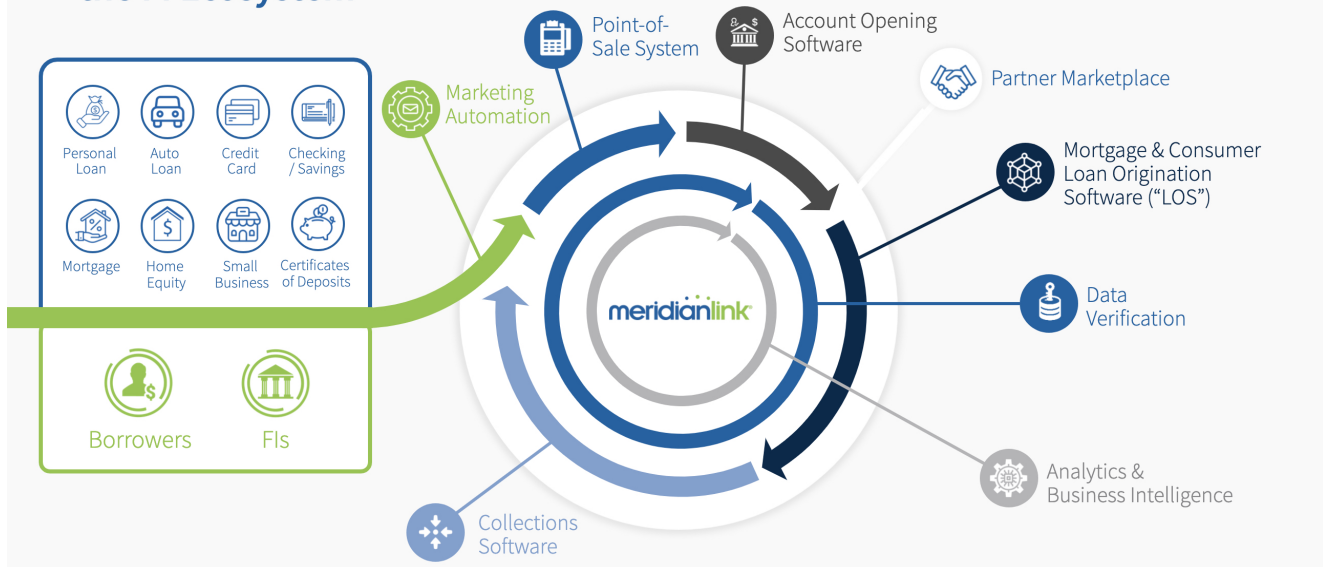 Personal
Loan
Auto
Loan
Credit
Card
Checking
/ Savings
Mortgage
Home
Equity
Small
Business
Certificates
of Deposits
Borrowers
FIs
Marketing
Automation
Point-of-
Sale System
Account Opening
Software
Partner Marketplace
Mortgage & Consumer
Loan Origination
Software (“LOS”)
Data
Verification
Analytics &
Business Intelligence
Collections
Software
meridianlink®